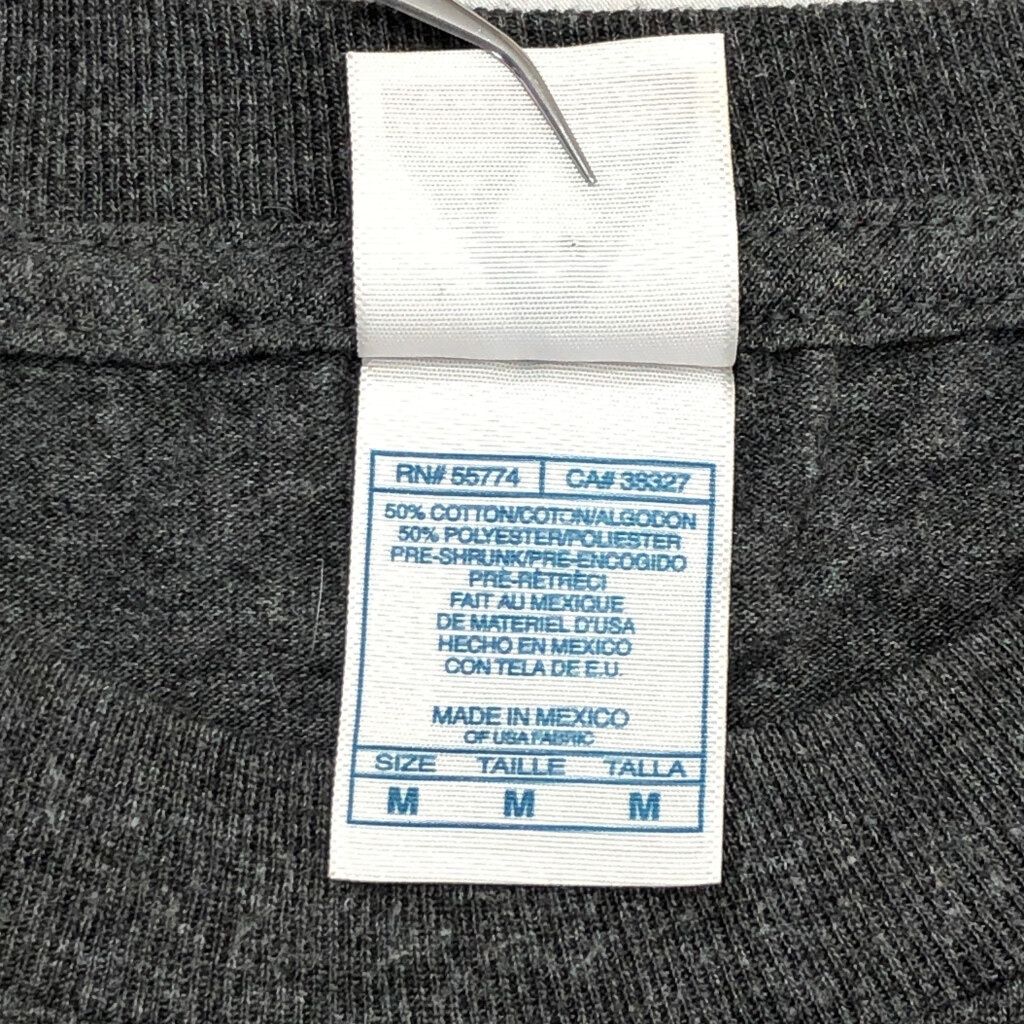 RN# 55774 CA# 39327
50% COTTON/COTON/ALGODON
50% POLYESTER/POLIESTER
PRE-SHRUNK/PRE-ENCOGIDO
PRÉ-RÉTRÉCI
FAIT AU MEXIQUE
DE MATERIEL D'USA
HECHO EN MEXICO
CON TELA DE E.U.
MADE IN MEXICO
OF USA FABRIC
SIZE TAILLE TALLA
M M M